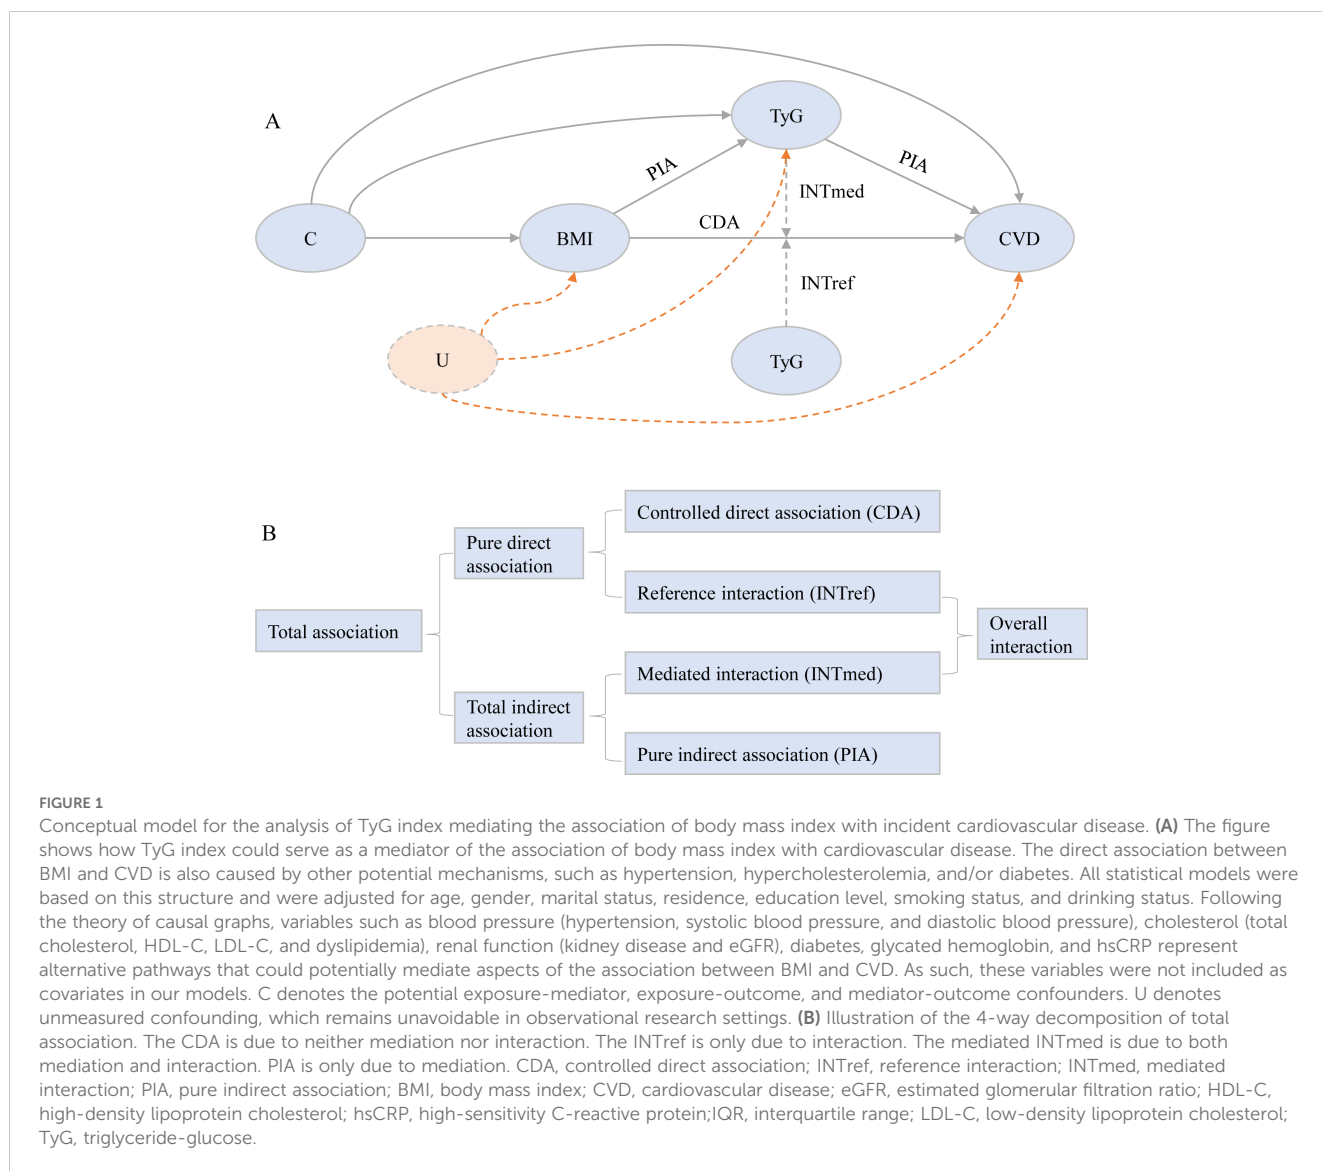 A
TyG
PIA
PIA
INTmed
CDA
C
BMI
CVD
INTref
U
TyG
B
Controlled direct association (CDA)
Pure direct
association
Reference interaction (INTref)
Total association
Overall
interaction
Mediated interaction (INTmed)
Total indirect
association
Pure indirect association (PIA)
FIGURE 1
Conceptual model for the analysis of TyG index mediating the association of body mass index with incident cardiovascular disease. (A) The figure
shows how TyG index could serve as a mediator of the association of body mass index with cardiovascular disease. The direct association between
BMI and CVD is also caused by other potential mechanisms, such as hypertension, hypercholesterolemia, and/or diabetes. All statistical models were
based on this structure and were adjusted for age, gender, marital status, residence, education level, smoking status, and drinking status. Following
the theory of causal graphs, variables such as blood pressure (hypertension, systolic blood pressure, and diastolic blood pressure), cholesterol (total
cholesterol, HDL-C, LDL-C, and dyslipidemia), renal function (kidney disease and eGFR), diabetes, glycated hemoglobin, and hsCRP represent
alternative pathways that could potentially mediate aspects of the association between BMI and CVD. As such, these variables were not included as
covariates in our models. C denotes the potential exposure-mediator, exposure-outcome, and mediator-outcome confounders. U denotes
unmeasured confounding, which remains unavoidable in observational research settings. (B) Illustration of the 4-way decomposition of total
association. The CDA is due to neither mediation nor interaction. The INTref is only due to interaction. The mediated INTmed is due to both
mediation and interaction. PIA is only due to mediation. CDA, controlled direct association; INTref, reference interaction; INTmed, mediated
interaction; PIA, pure indirect association; BMI, body mass index; CVD, cardiovascular disease; eGFR, estimated glomerular filtration ratio; HDL-C,
high-density lipoprotein cholesterol; hsCRP, high-sensitivity C-reactive protein;IQR, interquartile range; LDL-C, low-density lipoprotein cholesterol;
TyG, triglyceride-glucose.